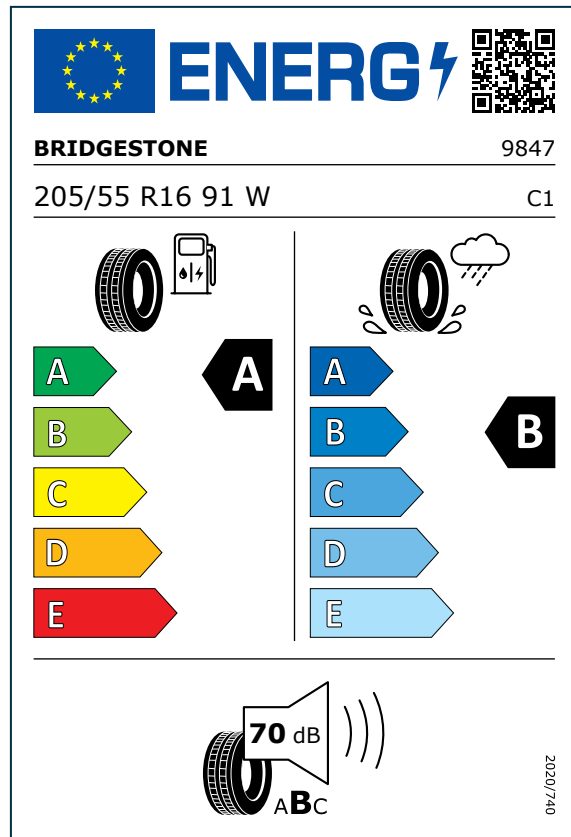 ENERG
BRIDGESTONE 9847
205/55 R16 91 W C1
A A A
B B B
C C
D D
E E
70 dB
ABC
2020/740